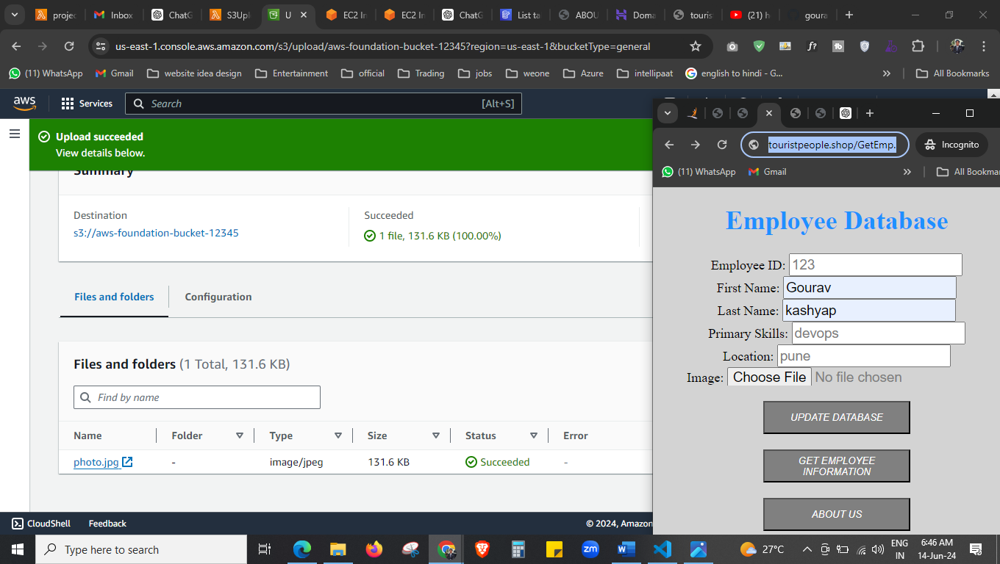 projec
Inbox
ChatG
S3Upl
U
EC2 In
EC2 In
ChatG
List ta
ABOU
Doma
touris
(21) h
goura
us-east-1.console.aws.amazon.com/s3/upload/aws-foundation-bucket-12345?region=us-east-1&bucketType=general
(11) WhatsApp
Gmail
website idea design
Entertainment
official
Trading
jobs
weone
Azure
intellipaat
english to hindi - G...
All Bookmarks
aws
Services
Search
[Alt+S]
Upload succeeded
View details below.
Summary
Destination
Succeeded
s3://aws-foundation-bucket-12345
1 file, 131.6 KB (100.00%)
Files and folders
Configuration
Files and folders (1 Total, 131.6 KB)
Find by name
Name
Folder
Type
Size
Status
Error
photo.jpg
-
image/jpeg
131.6 KB
Succeeded
-
CloudShell
Feedback
© 2024, Amazon
touristpeople.shop/GetEmp.
Incognito
(11) WhatsApp
Gmail
All Bookmar
Employee Database
Employee ID: 123
First Name: Gourav
Last Name: kashyap
Primary Skills: devops
Location: pune
Image: Choose File No file chosen
UPDATE DATABASE
GET EMPLOYEE
INFORMATION
ABOUT US
Type here to search
zm
27°C
ENG
IN
6:46 AM
14-Jun-24